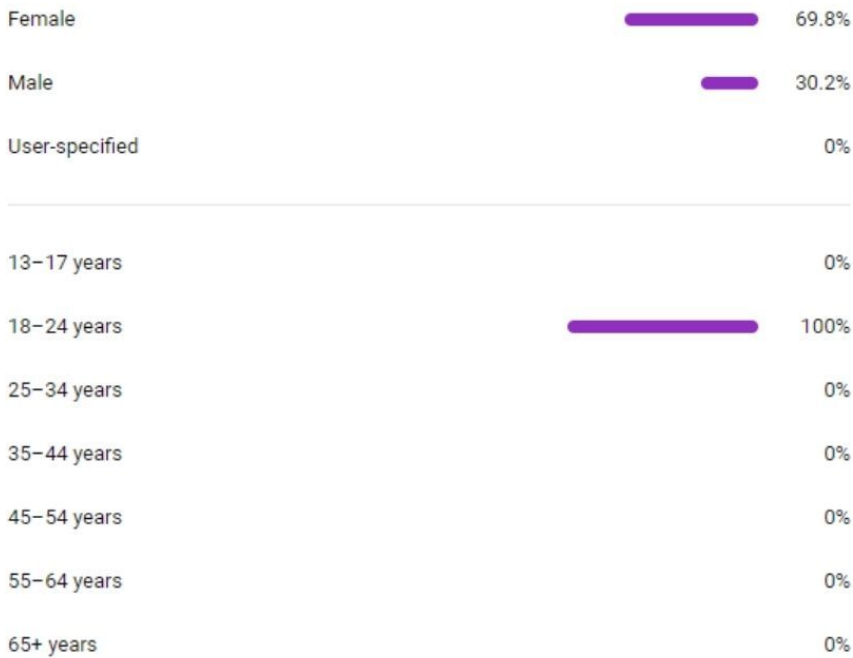 Female 69.8%
Male 30.2%
User-specified 0%
13–17 years 0%
18–24 years 100%
25–34 years 0%
35–44 years 0%
45–54 years 0%
55–64 years 0%
65+ years 0%